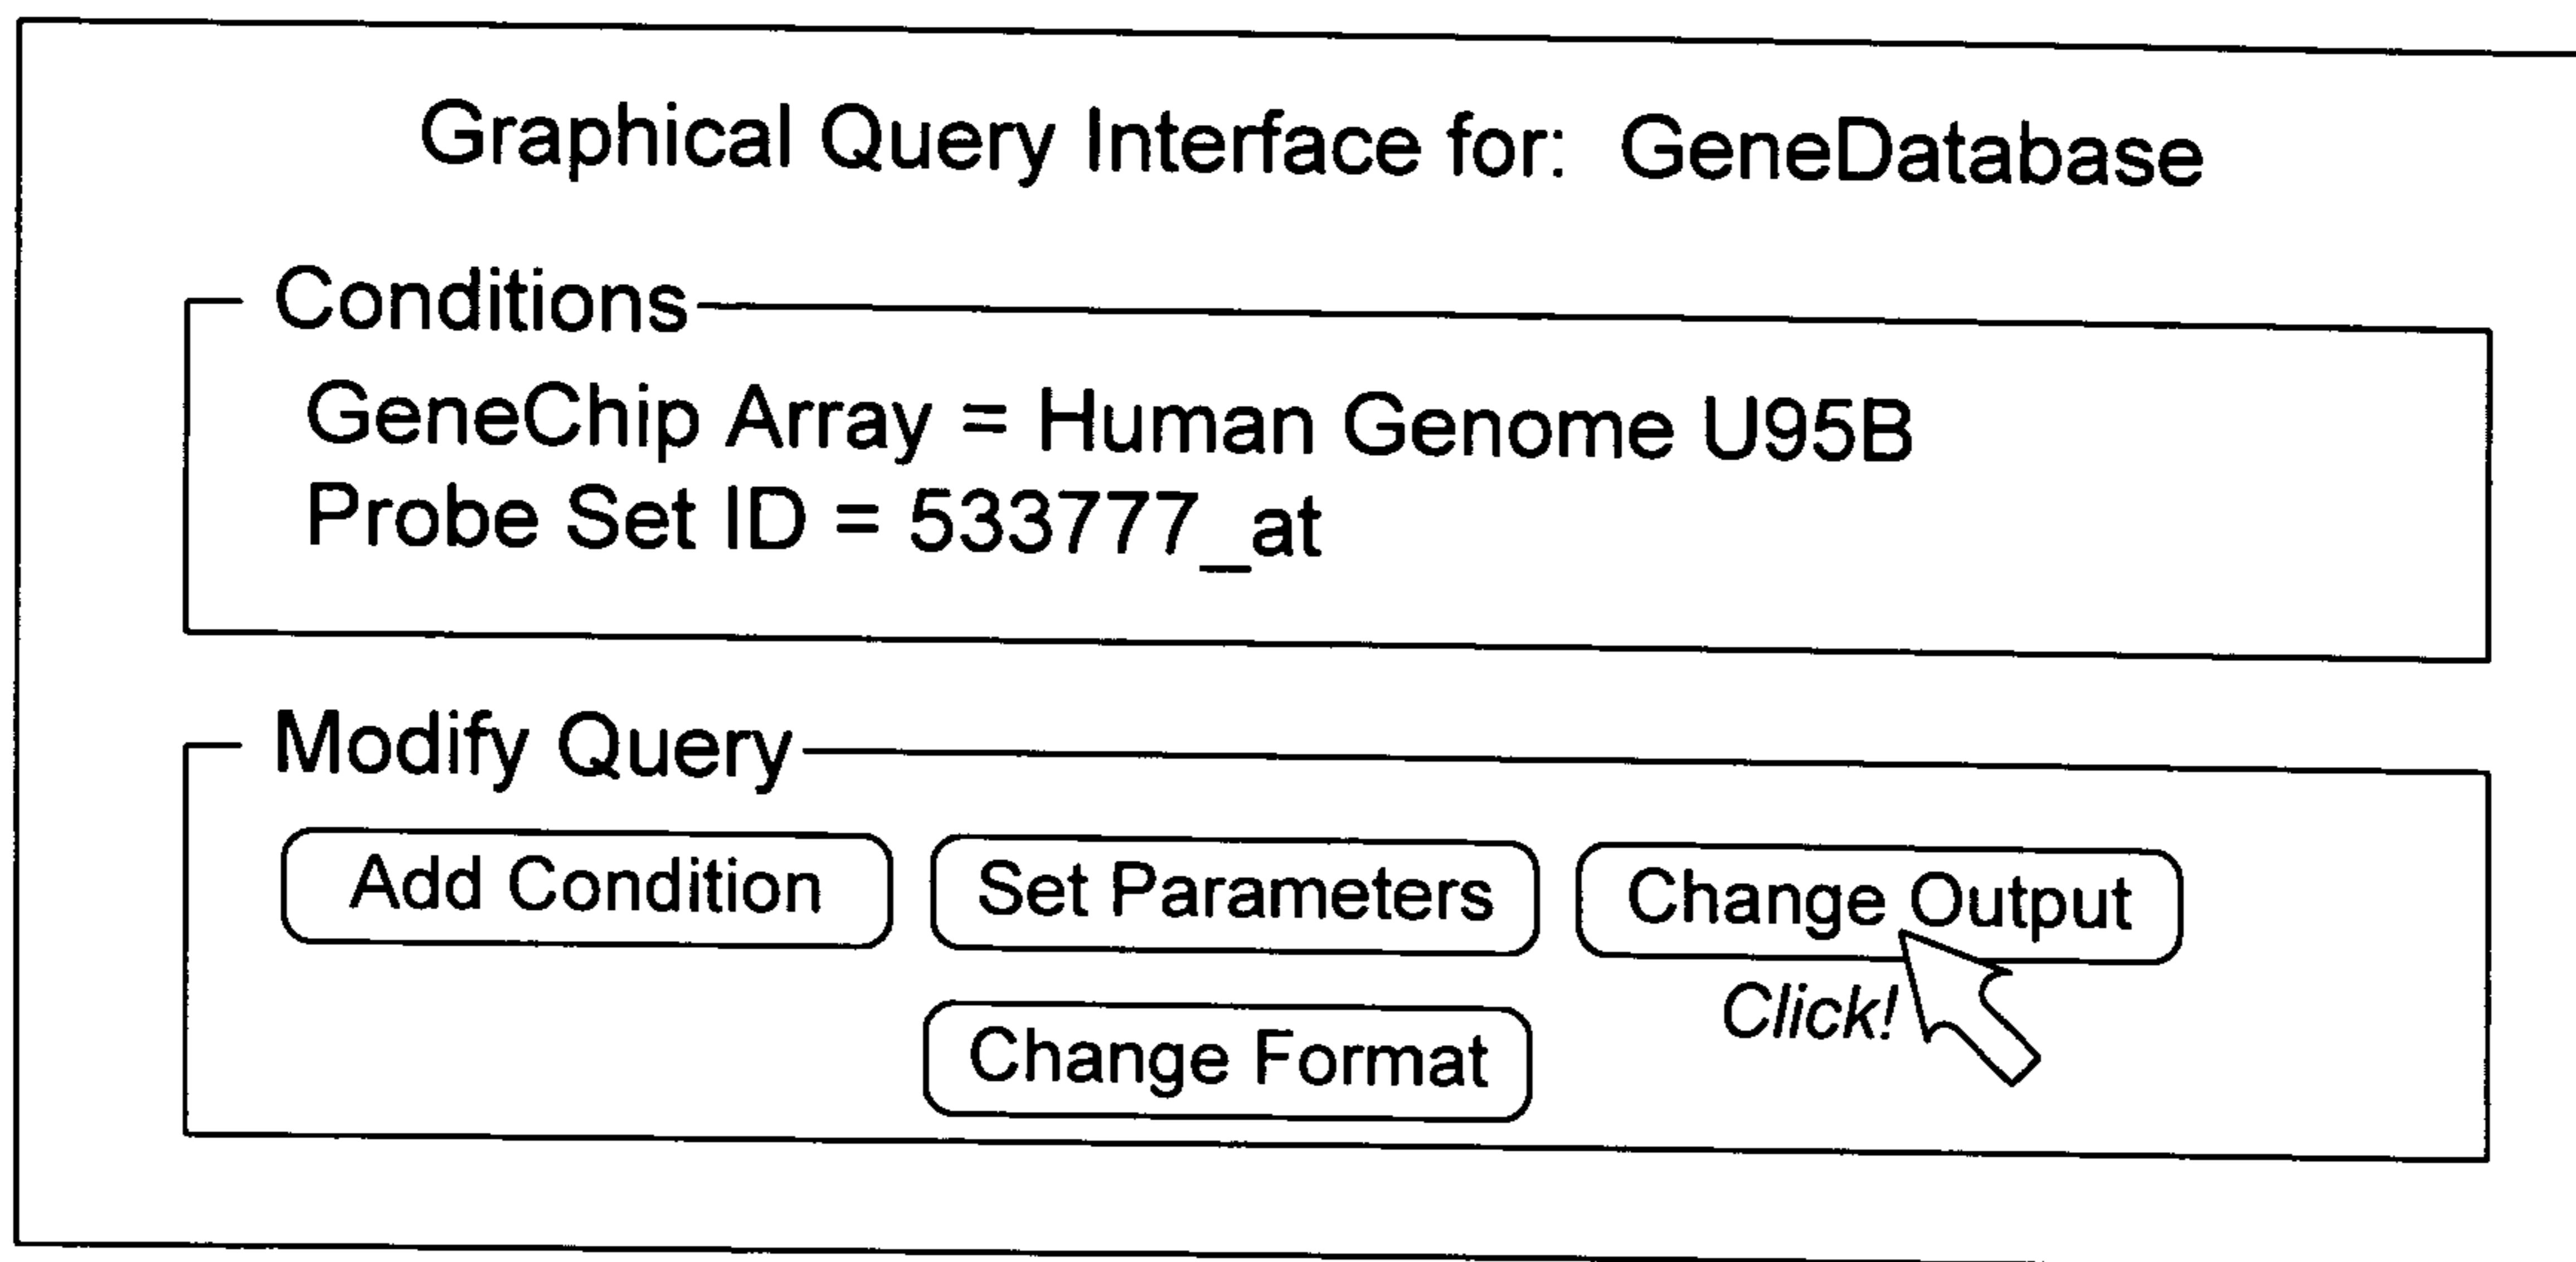 Graphical Query Interface for: GeneDatabase
Conditions
GeneChip Array = Human Genome U95B
Probe Set ID = 533777_at
Modify Query
Add Condition Set Parameters Change Output
Click!
Change Format